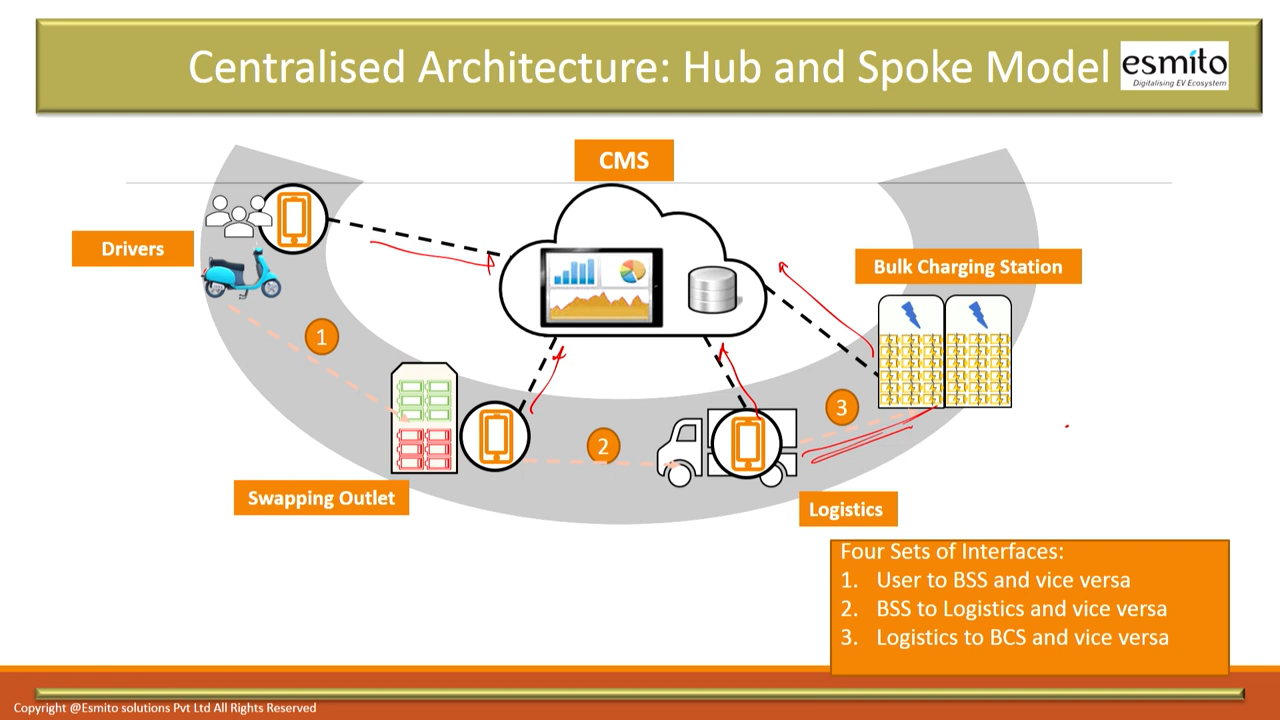 Centralised Architecture: Hub and Spoke Model
esmito
Digitalising EV Ecosystem
CMS
Drivers
Bulk Charging Station
1
3
2
Swapping Outlet
Logistics
Four Sets of Interfaces:
1. User to BSS and vice versa
2. BSS to Logistics and vice versa
3. Logistics to BCS and vice versa
Copyright @Esmito solutions Pvt Ltd All Rights Reserved